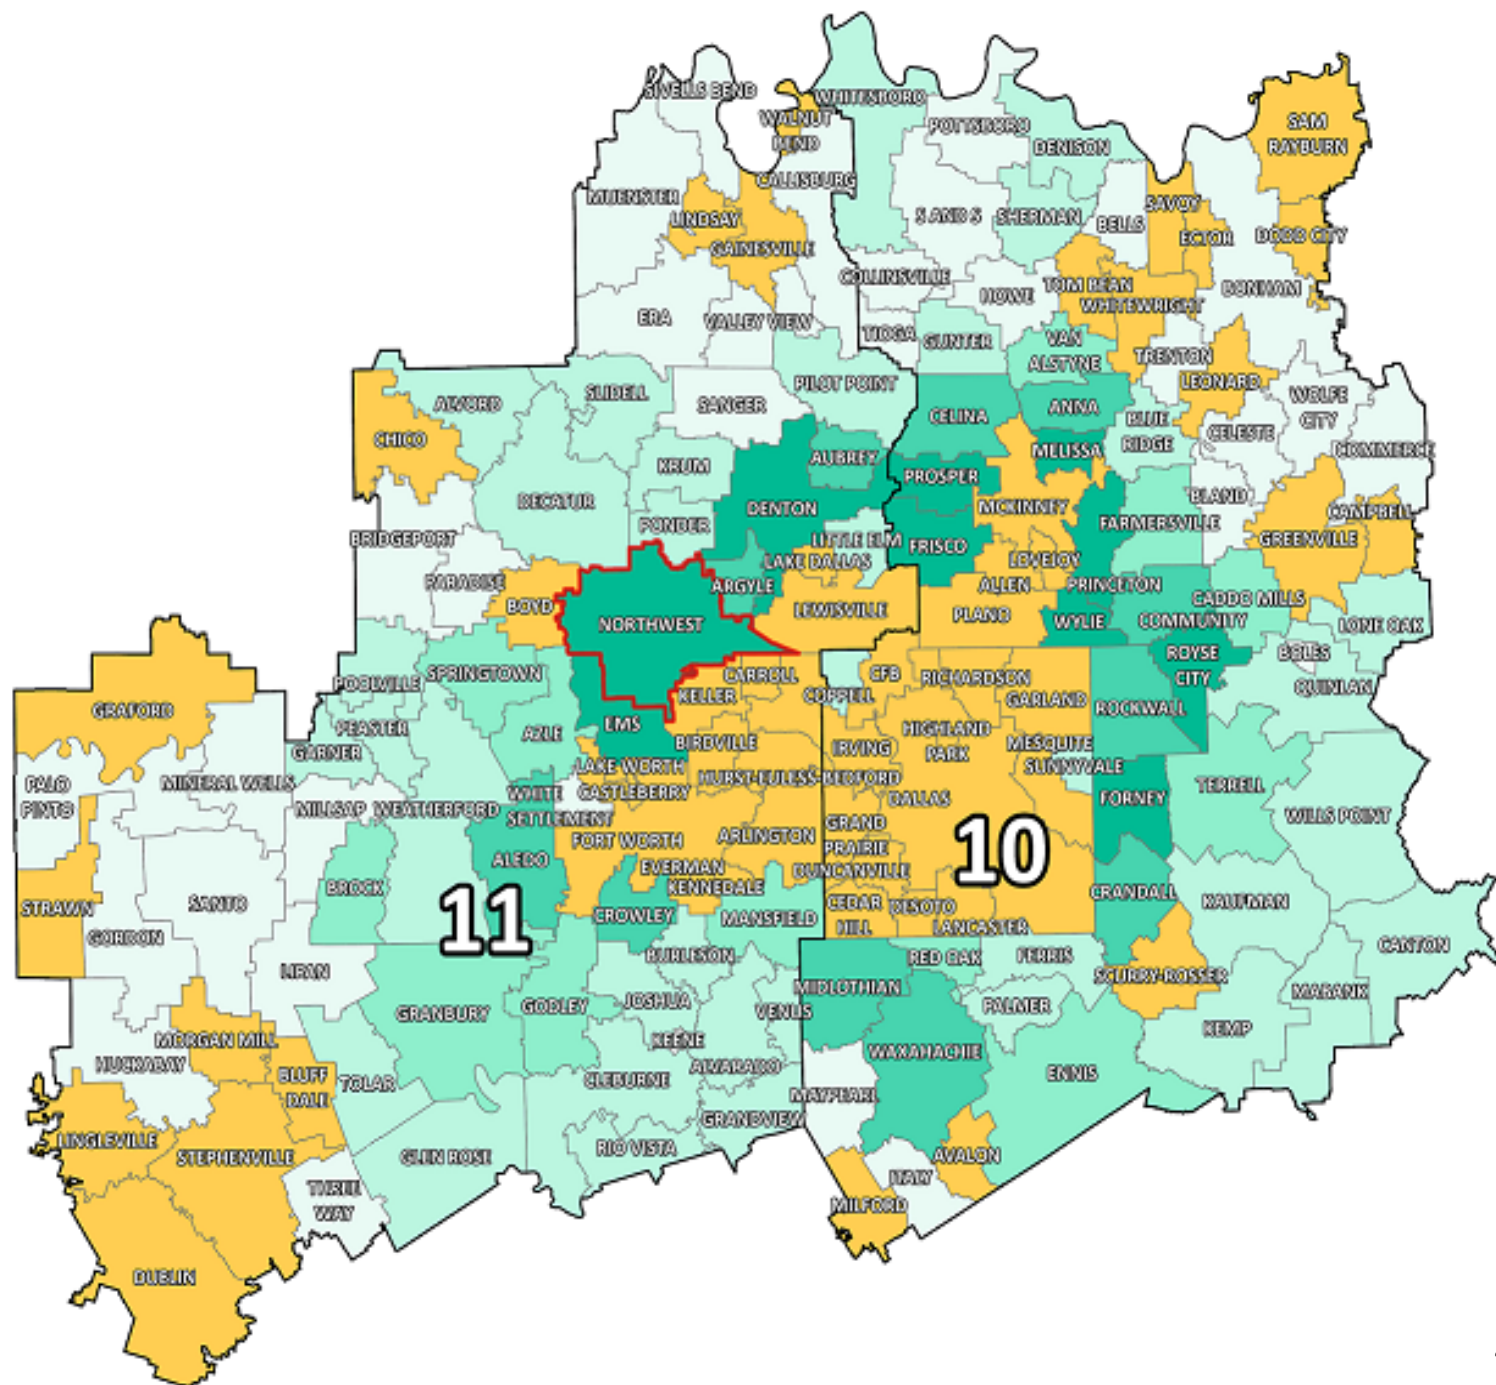 SIVELLS BEND
WALNUT
BEND
WHITESBORO
POTTSBORO
DENISON
SAM
RAYBURN
MUENSTER
CALLISBURG
LINDSAY
GAINESVILLE
S AND S
SHERMAN
BELLS
SAVOY
ECTOR
DODD CITY
COLLINSVILLE
HOWE
TOM BEAN
WHITEWRIGHT
BONHAM
ERA
VALLEY VIEW
TIOGA
GUNTER
VAN
ALSTYNE
TRENTON
LEONARD
WOLFE
CITY
ALVORD
SLIDELL
SANGER
PILOT POINT
CELINA
ANNA
BLUE
RIDGE
CELESTE
COMMERCE
CHICO
KRUM
AUBREY
MELISSA
DECATUR
PROSPER
DENTON
MCKINNEY
BLAND
CAMPBELL
PONDER
FARMERSVILLE
GREENVILLE
BRIDGEPORT
LITTLE ELM
FRISCO
LAKE DALLAS
LOVEJOY
PARADISE
ARGYLE
ALLEN
PRINCETON
BOYD
LEWISVILLE
PLANO
CADDO MILLS
NORTHWEST
WYLIE
COMMUNITY
LONE OAK
SPRINGTOWN
CARROLL
CFB
RICHARDSON
ROYSE
CITY
BOLES
QUINLAN
POOLVILLE
KELLER
COPPELL
GARLAND
ROCKWALL
GRAFORD
PEASTER
AZLE
EMS
BIRDVILLE
IRVING
HIGHLAND
PARK
MESQUITE
SUNNYVALE
GARNER
LAKE WORTH
HURST-EULESS-BEDFORD
PALO
PINTO
MINERAL WELLS
MILLSAP
WEATHERFORD
WHITE
SETTLEMENT
CASTLEBERRY
DALLAS
FORNEY
TERRELL
WILLS POINT
FORT WORTH
ARLINGTON
GRAND
PRAIRIE
10
ALEDO
EVERMAN
KENNEDALE
DUNCANVILLE
BROCK
STRAWN
SANTO
11
CROWLEY
MANSFIELD
CEDAR
HILL
DESOTO
LANCASTER
CRANDALL
KAUFMAN
GORDON
LIPAN
BURLESON
RED OAK
FERRIS
SCURRY-ROSSER
CANTON
MIDLOTHIAN
MABANK
GRANBURY
GODLEY
JOSHUA
VENUS
PALMER
KEMP
MORGAN MILL
KEENE
HUCKABAY
BLUFF
DALE
TOLAR
CLEBURNE
ALVARADO
WAXAHACHIE
ENNIS
MAYPEARL
GRANDVIEW
LINGLEVILLE
STEPHENVILLE
GLEN ROSE
RIO VISTA
AVALON
ITALY
THREE
WAY
MILFORD
DUBLIN